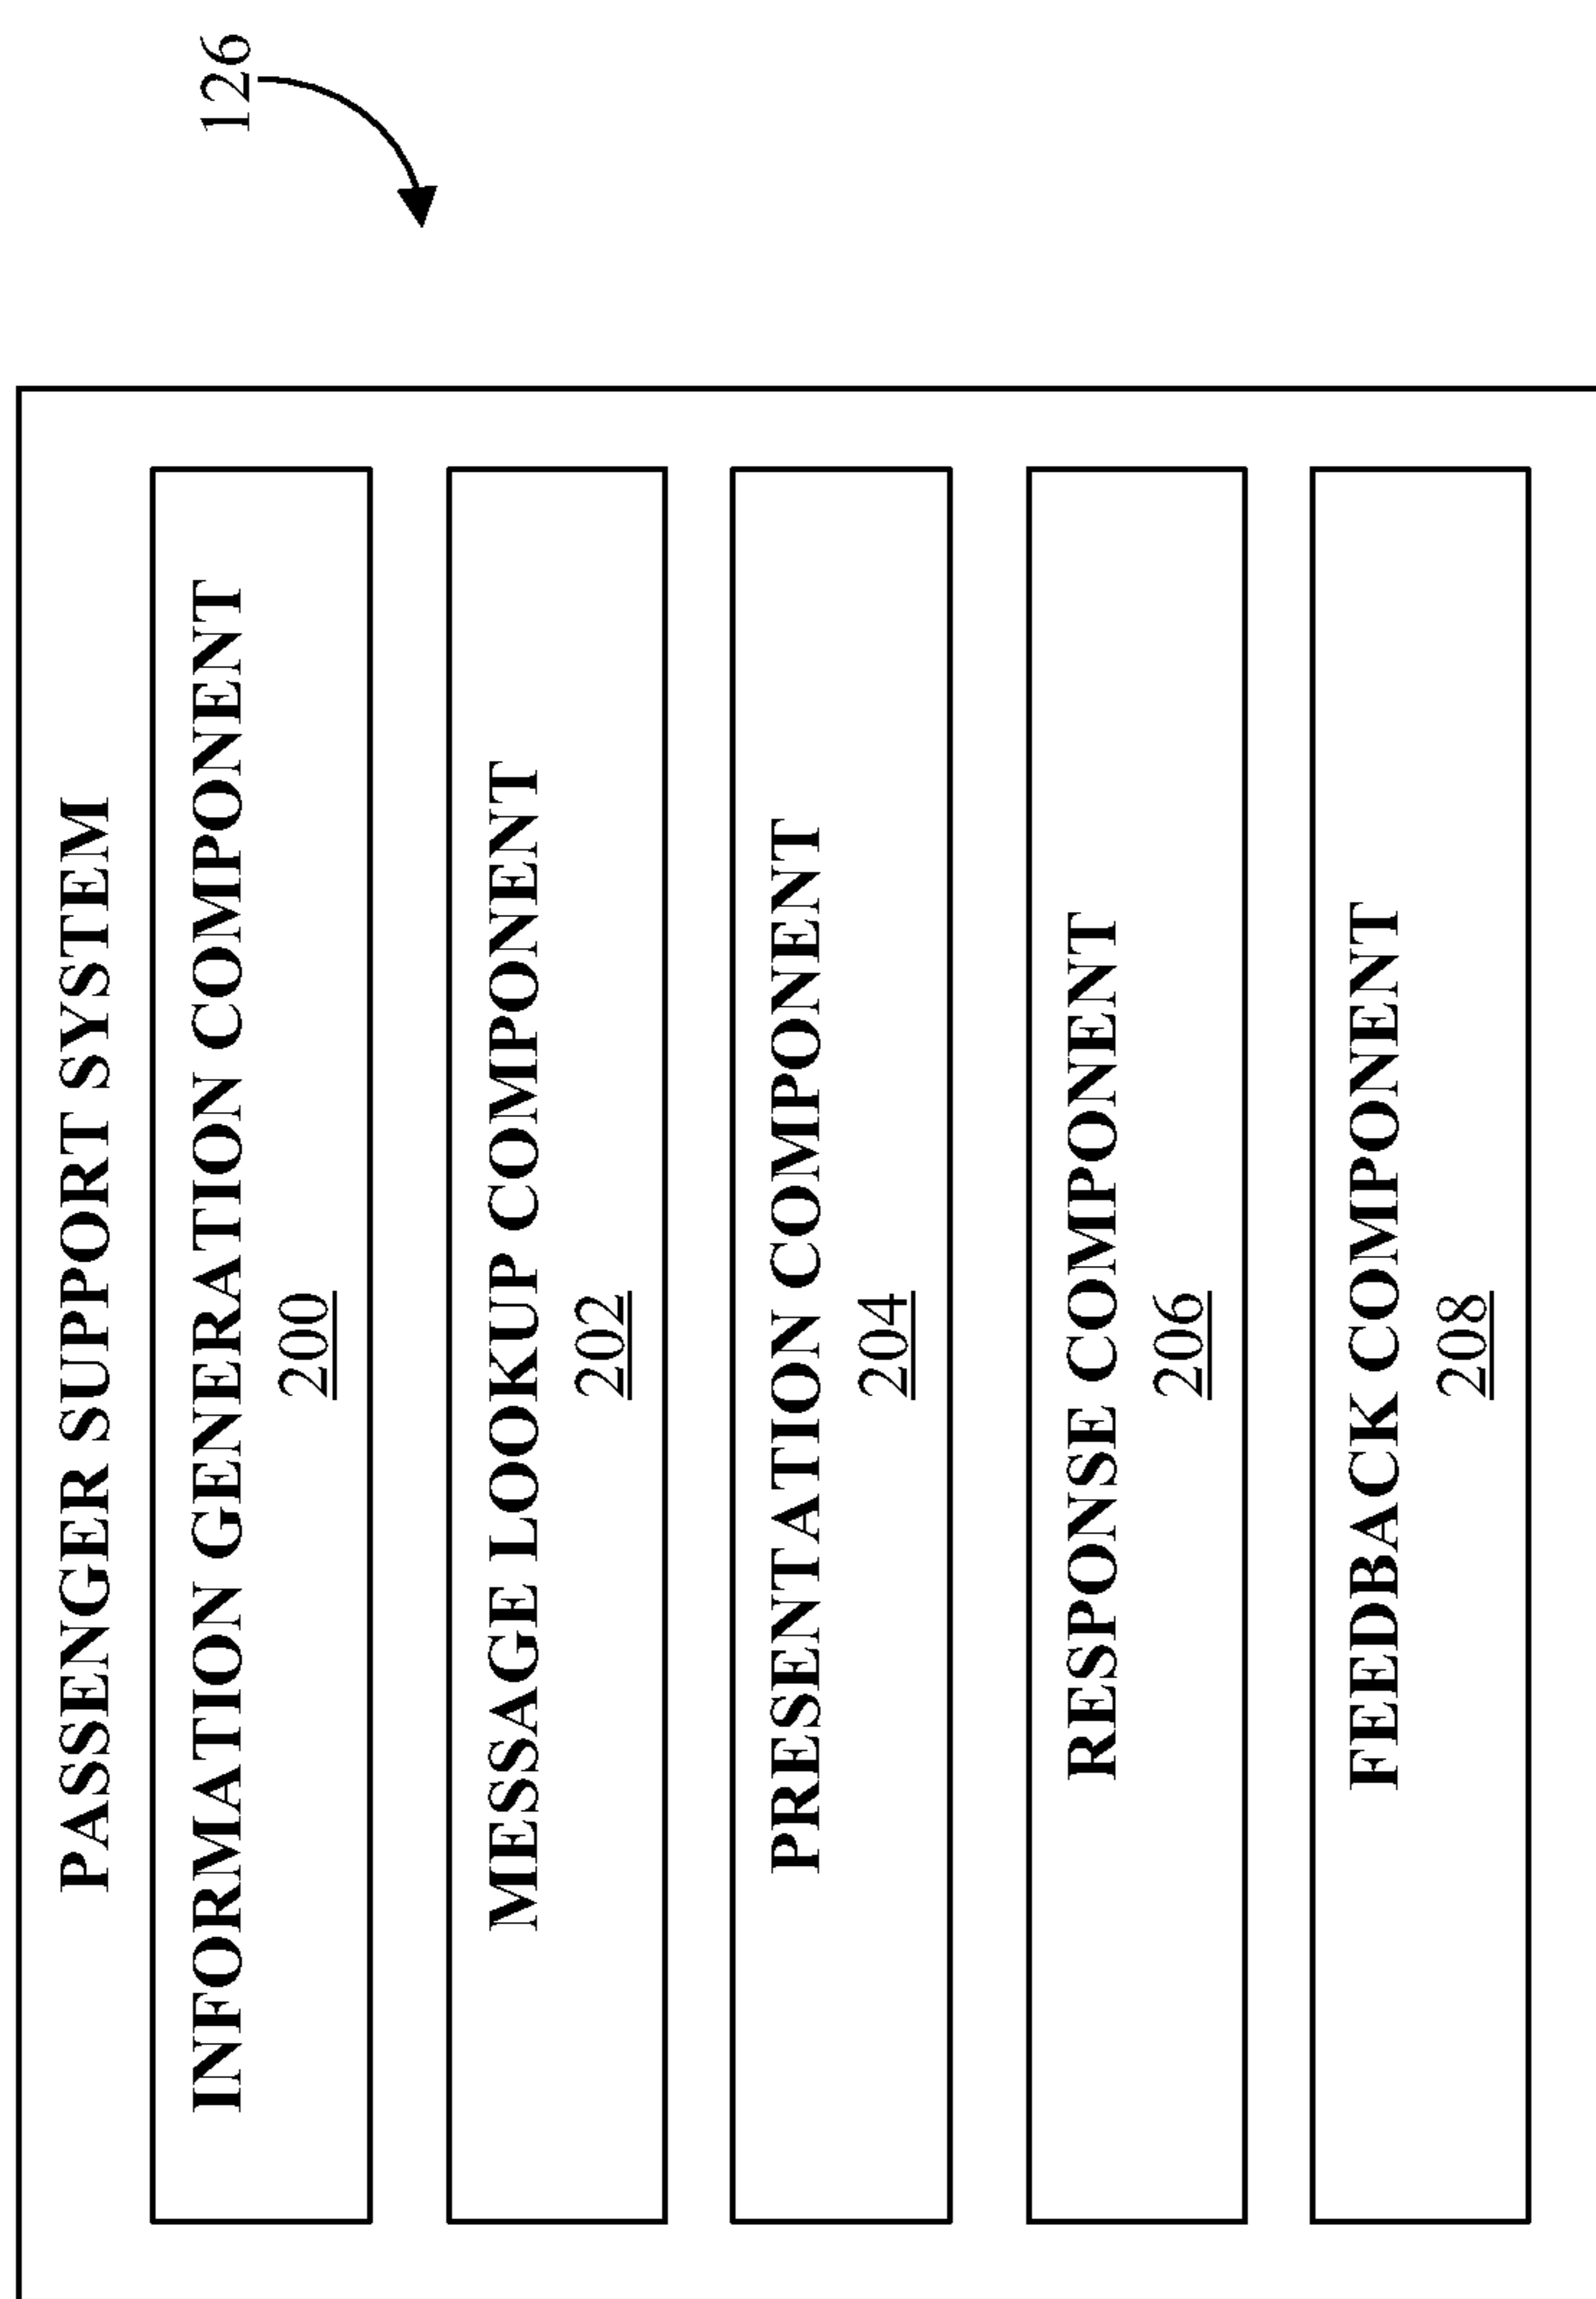 126
PASSENGER SUPPORT SYSTEM
INFORMATION GENERATION COMPONENT
200
MESSAGE LOOKUP COMPONENT
202
PRESENTATION COMPONENT
204
RESPONSE COMPONENT
206
FEEDBACK COMPONENT
208